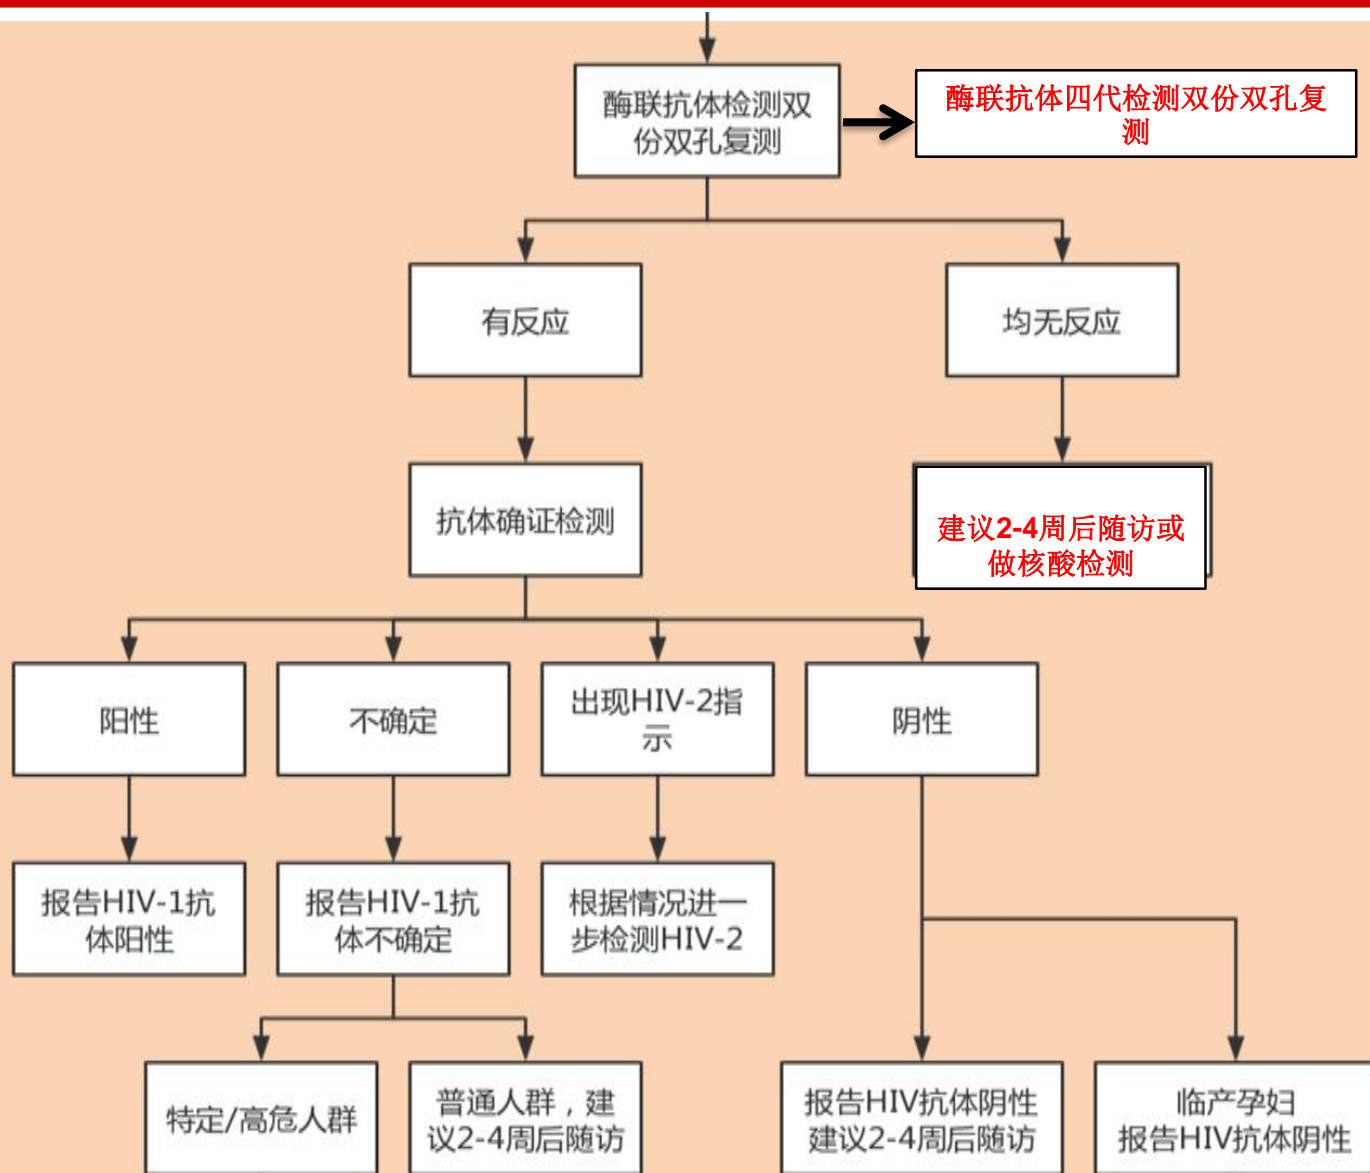 酶联抗体检测双
份双孔复测
酶联抗体四代检测双份双孔复
测
有反应
均无反应
抗体确证检测
建议2-4周后随访或
做核酸检测
阳性
不确定
出现HIV-2指
示
阴性
报告HIV-1抗
体阳性
报告HIV-1抗
体不确定
根据情况进一
步检测HIV-2
特定/高危人群
普通人群，建
议2-4周后随访
报告HIV抗体阴性
建议2-4周后随访
临产孕妇
报告HIV抗体阴性